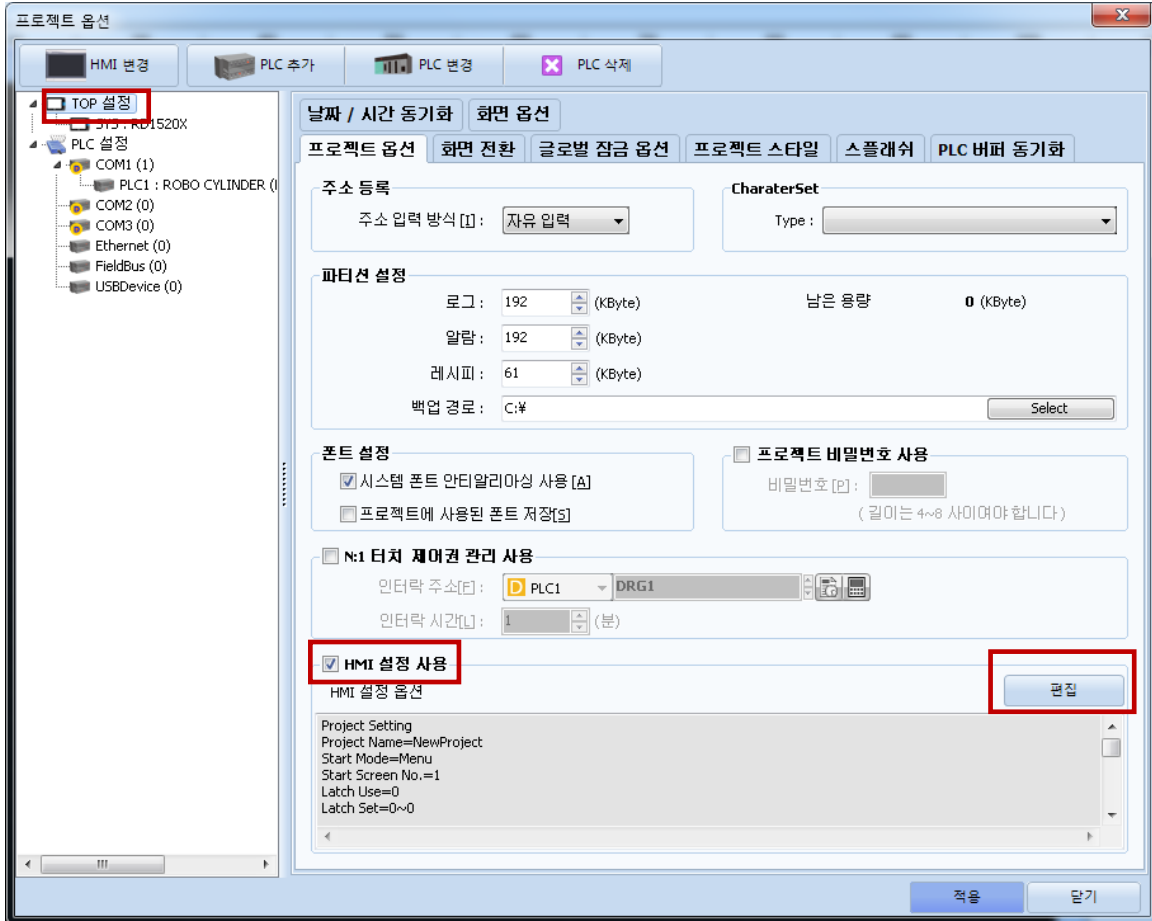 프로젝트 옵션
HMI 변경 PLC 추가 PLC 변경 PLC 삭제
TOP 설정
SYS : RD1520X
PLC 설정
COM1 (1)
PLC1 : ROBO CYLINDER (I
COM2 (0)
COM3 (0)
Ethernet (0)
FieldBus (0)
USBDevice (0)
날짜 / 시간 동기화 화면 옵션
프로젝트 옵션 화면 전환 글로벌 잠금 옵션 프로젝트 스타일 스플래쉬 PLC 버퍼 동기화
주소 등록
주소 입력 방식[I] : 자유 입력
CharaterSet
Type :
파티션 설정
로그 : 192 (KByte) 남은 용량 0 (KByte)
알람 : 192 (KByte)
레시피 : 61 (KByte)
백업 경로 : C:¥ Select
폰트 설정
시스템 폰트 안티알리아싱 사용[A]
프로젝트에 사용된 폰트 저장[S]
프로젝트 비밀번호 사용
비밀번호[P] :
( 길이는 4~8 사이여야 합니다 )
N:1 터치 제어권 관리 사용
인터락 주소[F] : D PLC1 DRG1
인터락 시간[L] : 1 (분)
HMI 설정 사용
HMI 설정 옵션 편집
Project Setting
Project Name=NewProject
Start Mode=Menu
Start Screen No.=1
Latch Use=0
Latch Set=0~0
적용 닫기